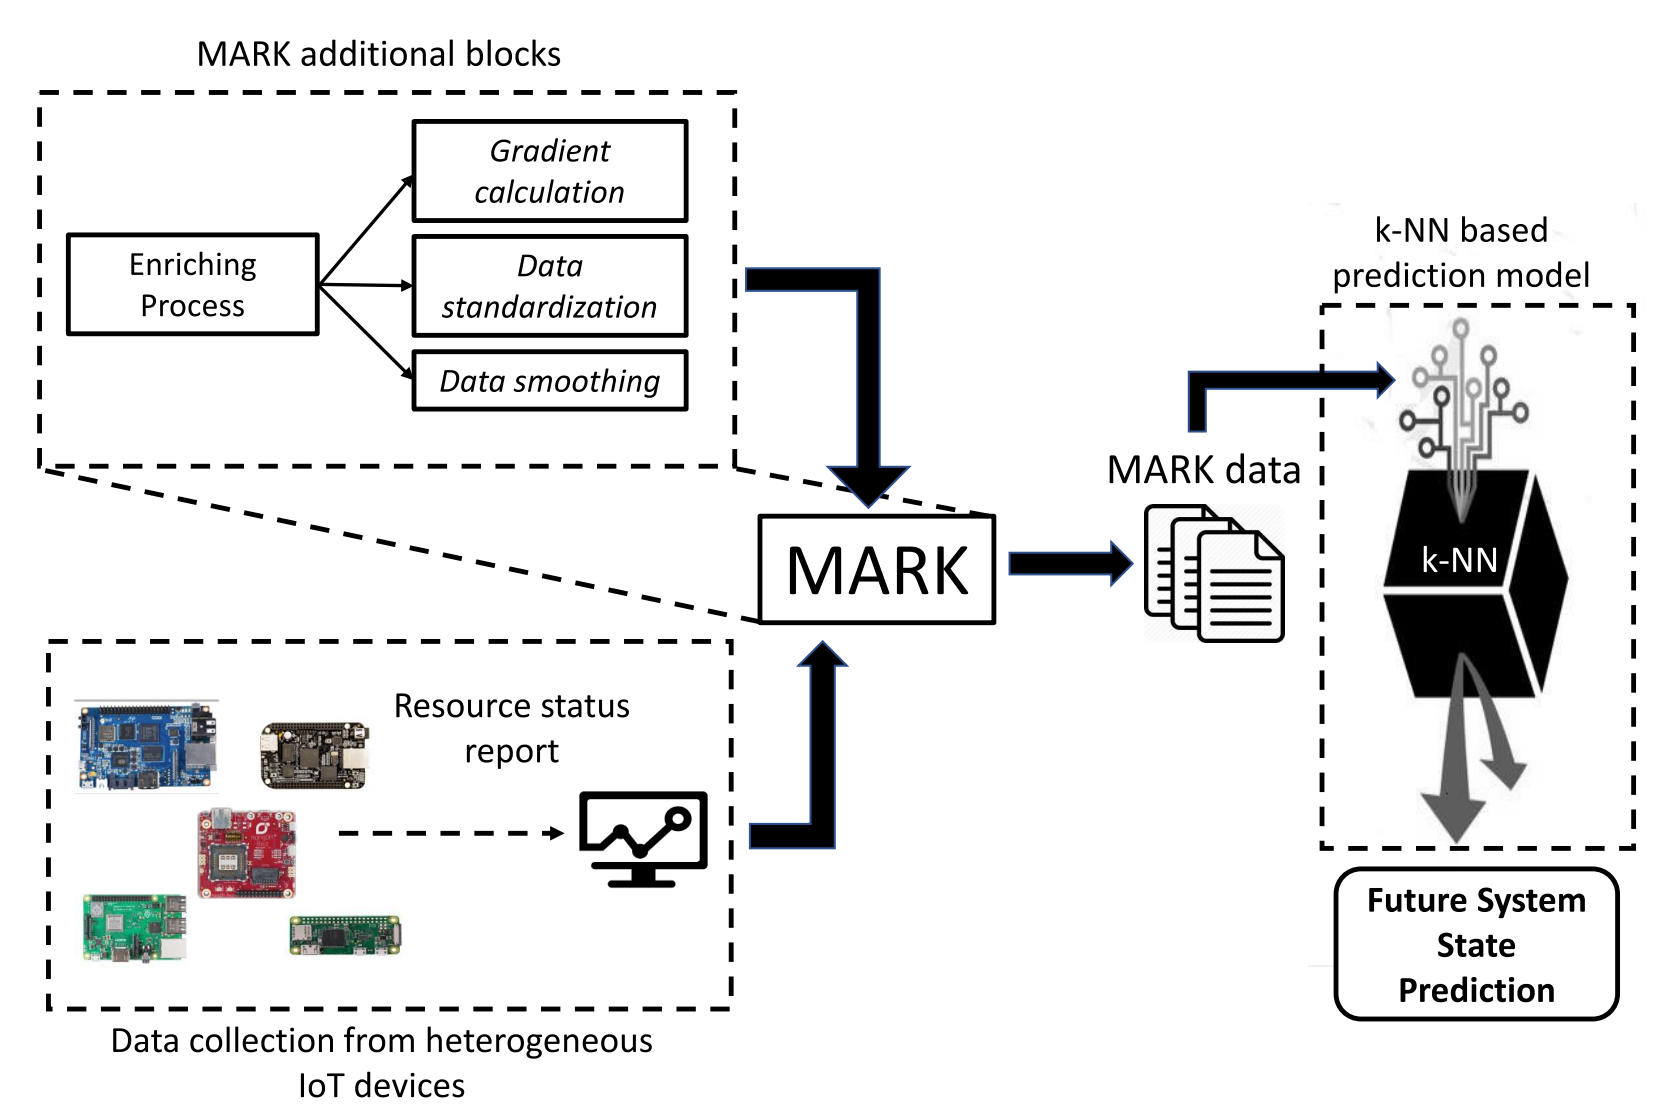 MARK additional blocks
Gradient
calculation
Enriching
Process
Data
standardization
Data smoothing
k-NN based
prediction model
MARK data
MARK
k-NN
Resource status
report
Future System
State
Prediction
Data collection from heterogeneous
IoT devices